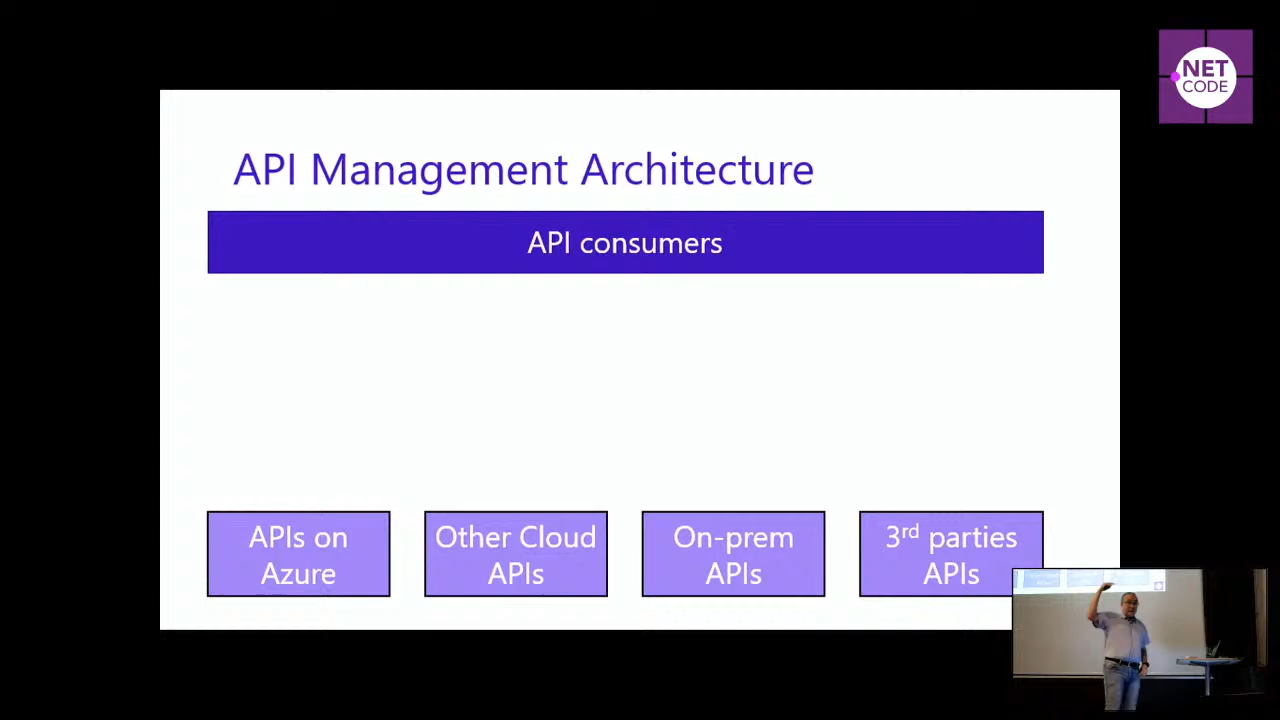 NET
CODE
API Management Architecture
API consumers
APIs on
Azure
Other Cloud
APIs
On-prem
APIs
3rd parties
APIs